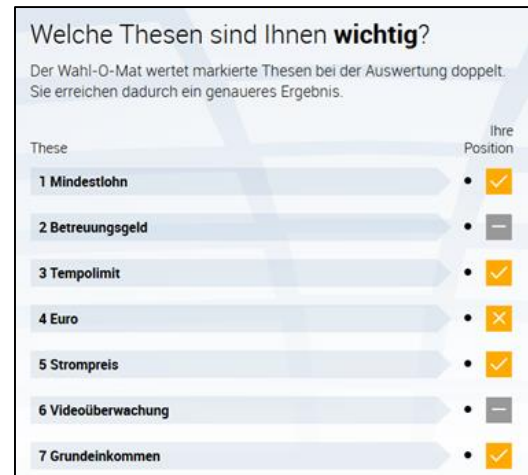 Welche Thesen sind Ihnen wichtig?
Der Wahl-O-Mat wertet markierte Thesen bei der Auswertung doppelt.
Sie erreichen dadurch ein genaueres Ergebnis.
These
Ihre
Position
1 Mindestlohn
2 Betreuungsgeld
3 Tempolimit
4 Euro
5 Strompreis
6 Videoüberwachung
7 Grundeinkommen